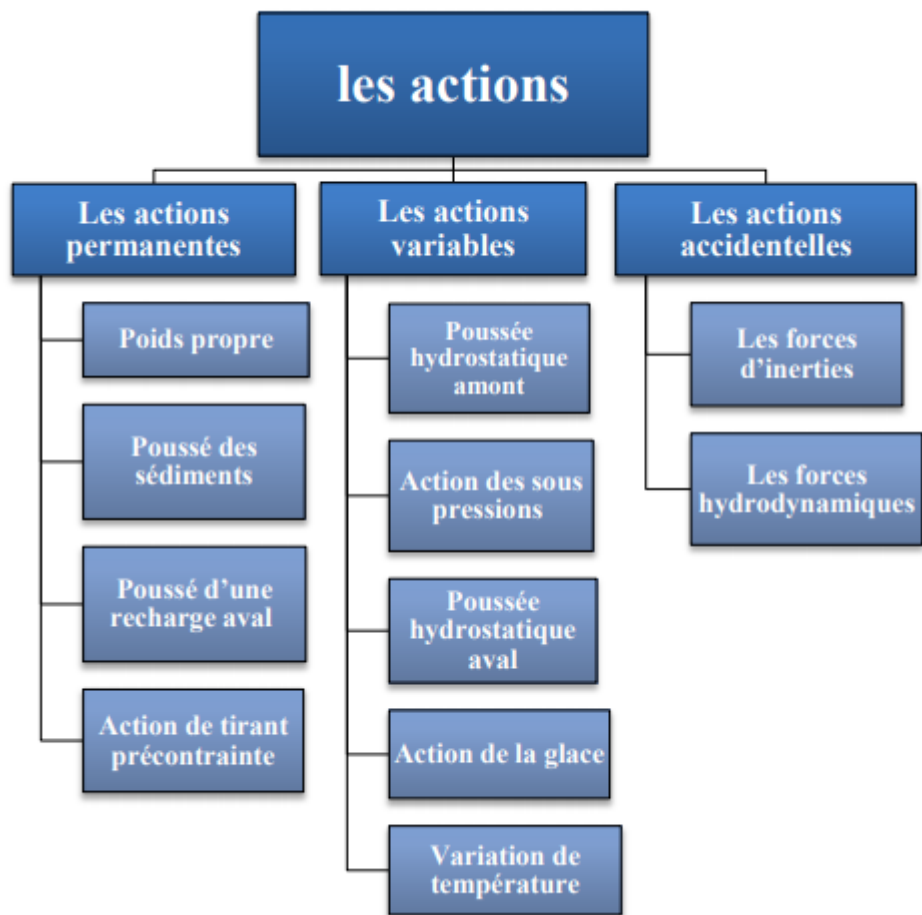 les actions
Les actions
permanentes
Poids propre
Poussé des
sédiments
Poussé d'une
recharge aval
Action de tirant
précontrainte
Les actions
variables
Poussée
hydrostatique
amont
Action des sous
pressions
Poussée
hydrostatique
aval
Action de la glace
Variation de
température
Les actions
accidentelles
Les forces
d'inerties
Les forces
hydrodynamiques